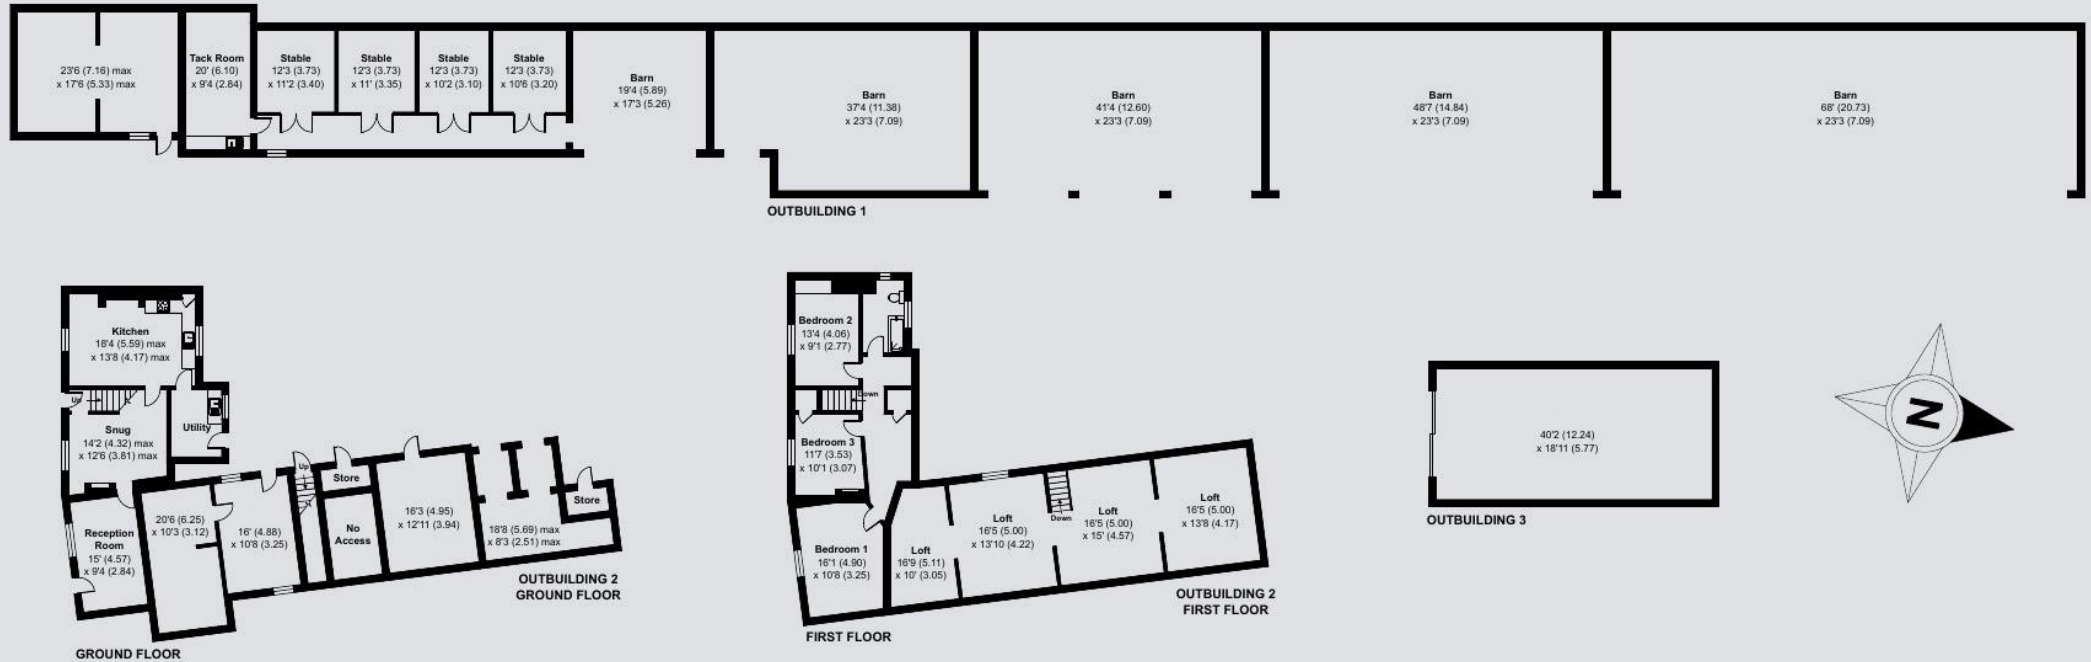 23'6 (7.16) max
x 17'6 (5.33) max
Tack Room
20' (6.10)
x 9'4 (2.84)
Stable
12'3 (3.73)
x 11'2 (3.40)
Stable
12'3 (3.73)
x 11' (3.35)
Stable
12'3 (3.73)
x 10'2 (3.10)
Stable
12'3 (3.73)
x 10'6 (3.20)
Barn
19'4 (5.89)
x 17'3 (5.26)
Barn
37'4 (11.38)
x 23'3 (7.09)
Barn
41'4 (12.60)
x 23'3 (7.09)
Barn
48'7 (14.84)
x 23'3 (7.09)
Barn
68' (20.73)
x 23'3 (7.09)
OUTBUILDING 1
Kitchen
18'4 (5.59) max
x 13'8 (4.17) max
Up
Snug
14'2 (4.32) max
x 12'6 (3.81) max
Utility
Reception
Room
15' (4.57)
x 9'4 (2.84)
20'6 (6.25)
x 10'3 (3.12)
16' (4.88)
x 10'8 (3.25)
Up
Store
No
Access
16'3 (4.95)
x 12'11 (3.94)
18'8 (5.69) max
x 8'3 (2.51) max
Store
OUTBUILDING 2
GROUND FLOOR
GROUND FLOOR
Bedroom 2
13'4 (4.06)
x 9'1 (2.77)
Down
Bedroom 3
11'7 (3.53)
x 10'1 (3.07)
Bedroom 1
16'1 (4.90)
x 10'8 (3.25)
Loft
16'9 (5.11)
x 10' (3.05)
Loft
16'5 (5.00)
x 13'10 (4.22)
Down
Loft
16'5 (5.00)
x 15' (4.57)
Loft
16'5 (5.00)
x 13'8 (4.17)
OUTBUILDING 2
FIRST FLOOR
FIRST FLOOR
40'2 (12.24)
x 18'11 (5.77)
OUTBUILDING 3
N